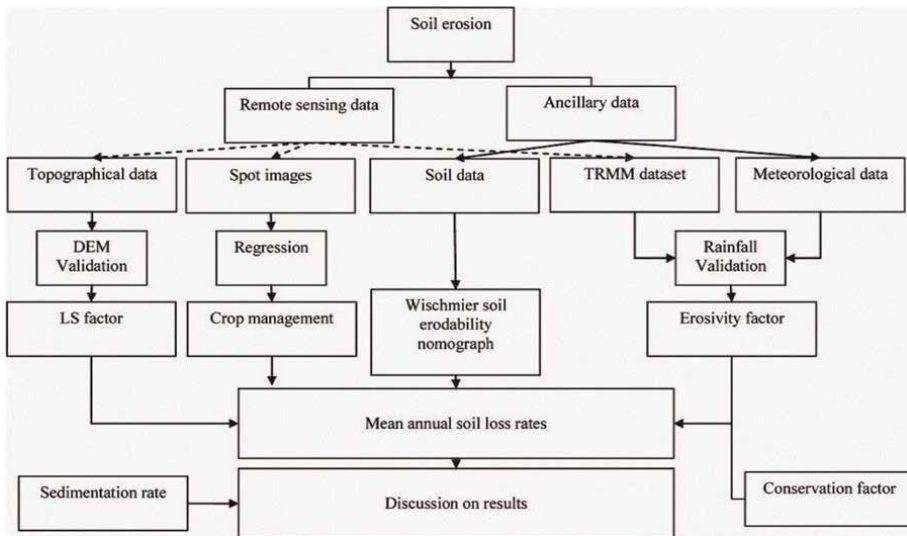 Soil erosion
Remote sensing data
Ancillary data
Topographical data
Spot images
Soil data
TRMM dataset
Meteorological data
DEM
Validation
Regression
Rainfall
Validation
LS factor
Crop management
Wischmier soil
erodability
nomograph
Erosivity factor
Mean annual soil loss rates
Sedimentation rate
Discussion on results
Conservation factor